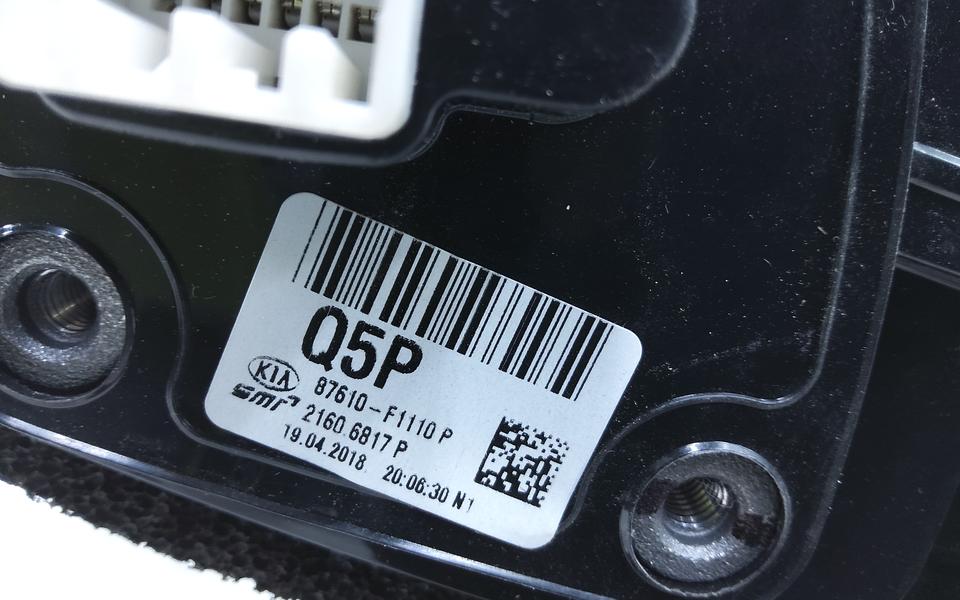 Q5P
KIA 87610-F1110 P
SMR 2160.6817 P
19.04.2018 20:06:30 N1